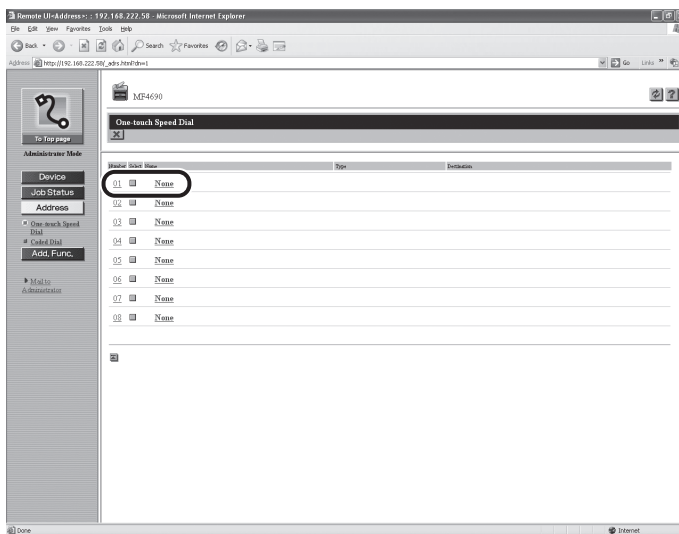 Remote UI<Address>: : 192.168.222.58 - Microsoft Internet Explorer
File Edit View Favorites Tools Help
Back Search Favorites
Address http://192.168.222.58/_adrs.html?dn=1 Go Links »
MF4690
To Top page
Administrator Mode
One-touch Speed Dial
Number Select Name Type Destination
Device
Job Status
Address
One-touch Speed
Dial
Coded Dial
Add. Func.
Mail to
Administrator
01 None
02 None
03 None
04 None
05 None
06 None
07 None
08 None
Done Internet